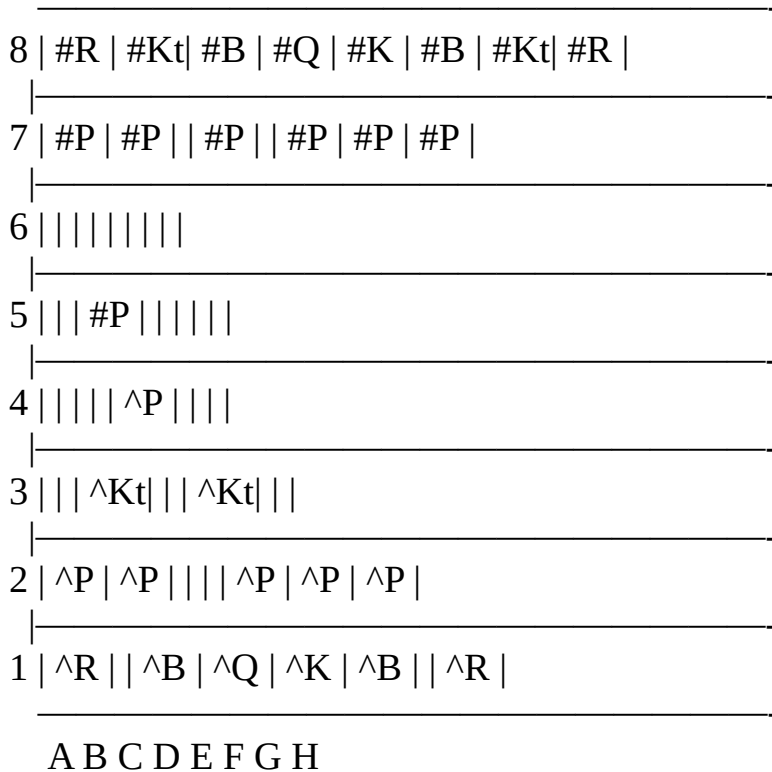 8 | #R | #Kt| #B | #Q | #K | #B | #Kt| #R |
|———————————————————-
7 | #P | #P | | #P | | #P | #P | #P |
|———————————————————-
6 | | | | | | | | |
|———————————————————-
5 | | | #P | | | | | |
|———————————————————-
4 | | | | | ^P | | | |
|———————————————————-
3 | | | ^Kt| | | ^Kt| | |
|———————————————————-
2 | ^P | ^P | | | | ^P | ^P | ^P |
|———————————————————-
1 | ^R | | ^B | ^Q | ^K | ^B | | ^R |
———————————————————-
A B C D E F G H